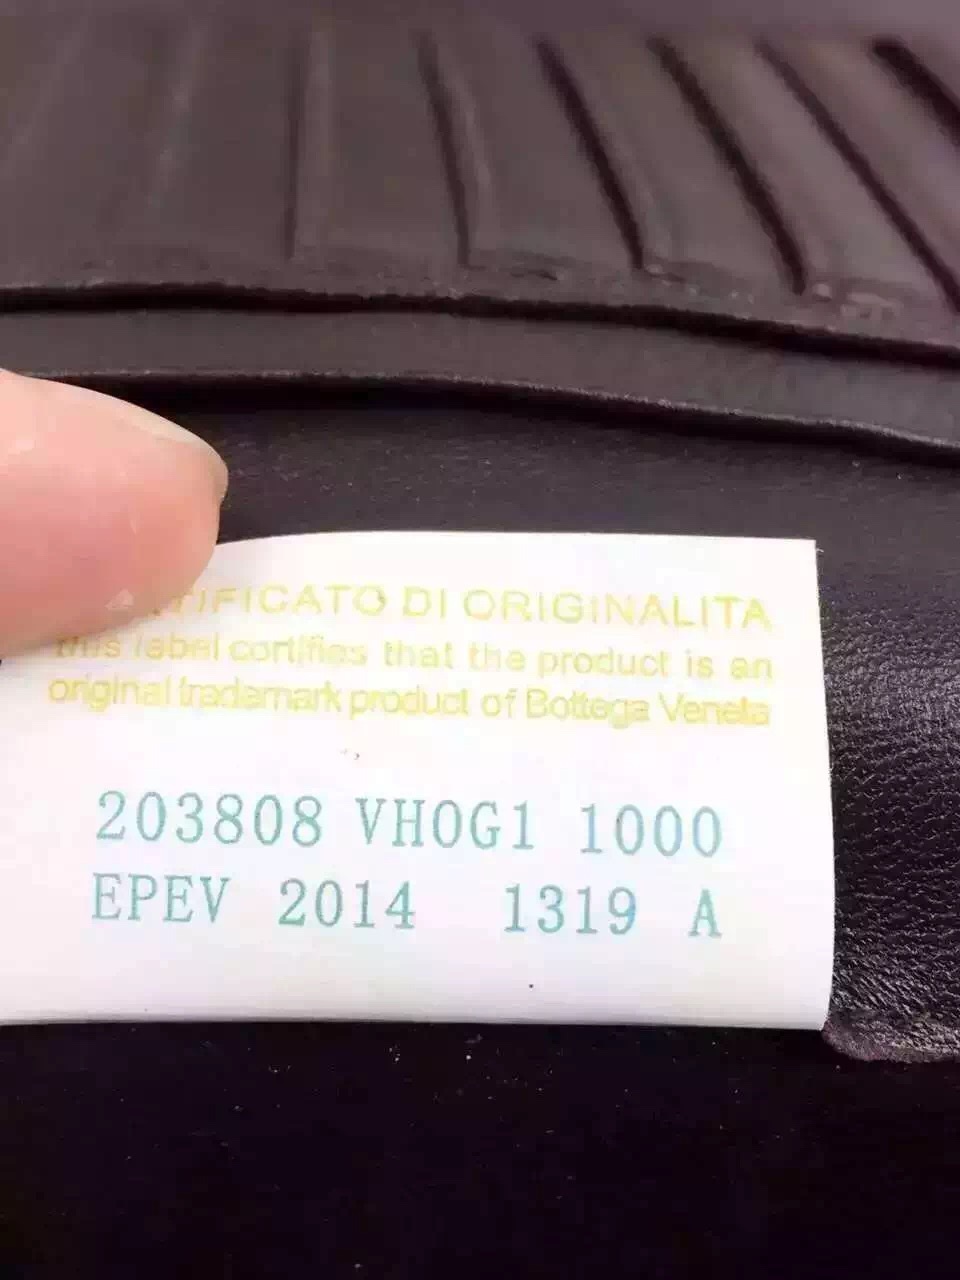 TIFICATO DI ORIGINALITA
this label certifies that the product is an
original trademark product of Bottega Veneta
203808 VHOG1 1000
EPEV 2014 1319 A